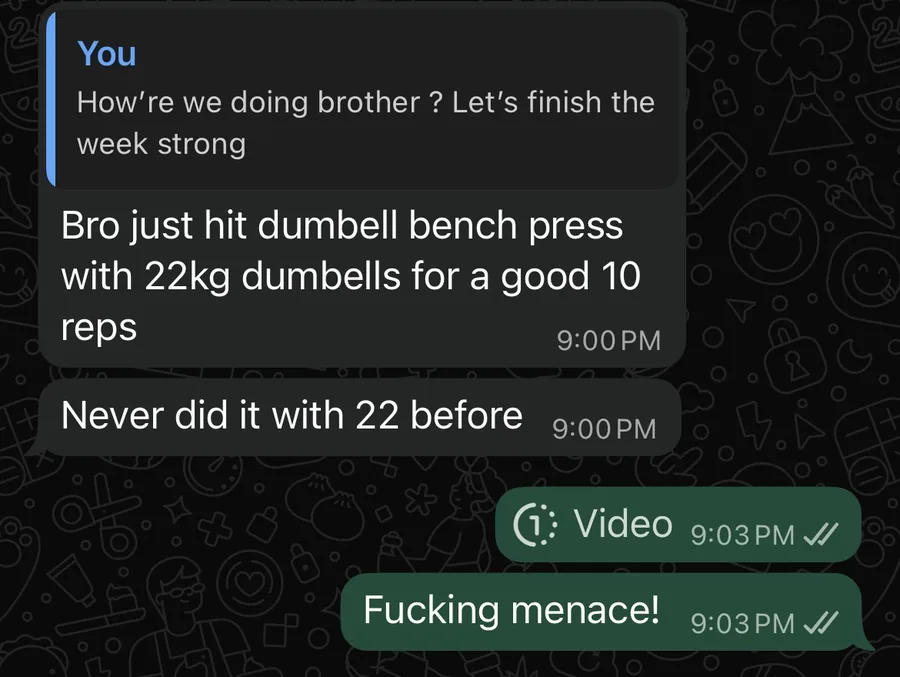 You
How’re we doing brother ? Let’s finish the
week strong
Bro just hit dumbell bench press
with 22kg dumbells for a good 10
reps
9:00 PM
Never did it with 22 before
9:00 PM
1 Video 9:03 PM
Fucking menace! 9:03 PM